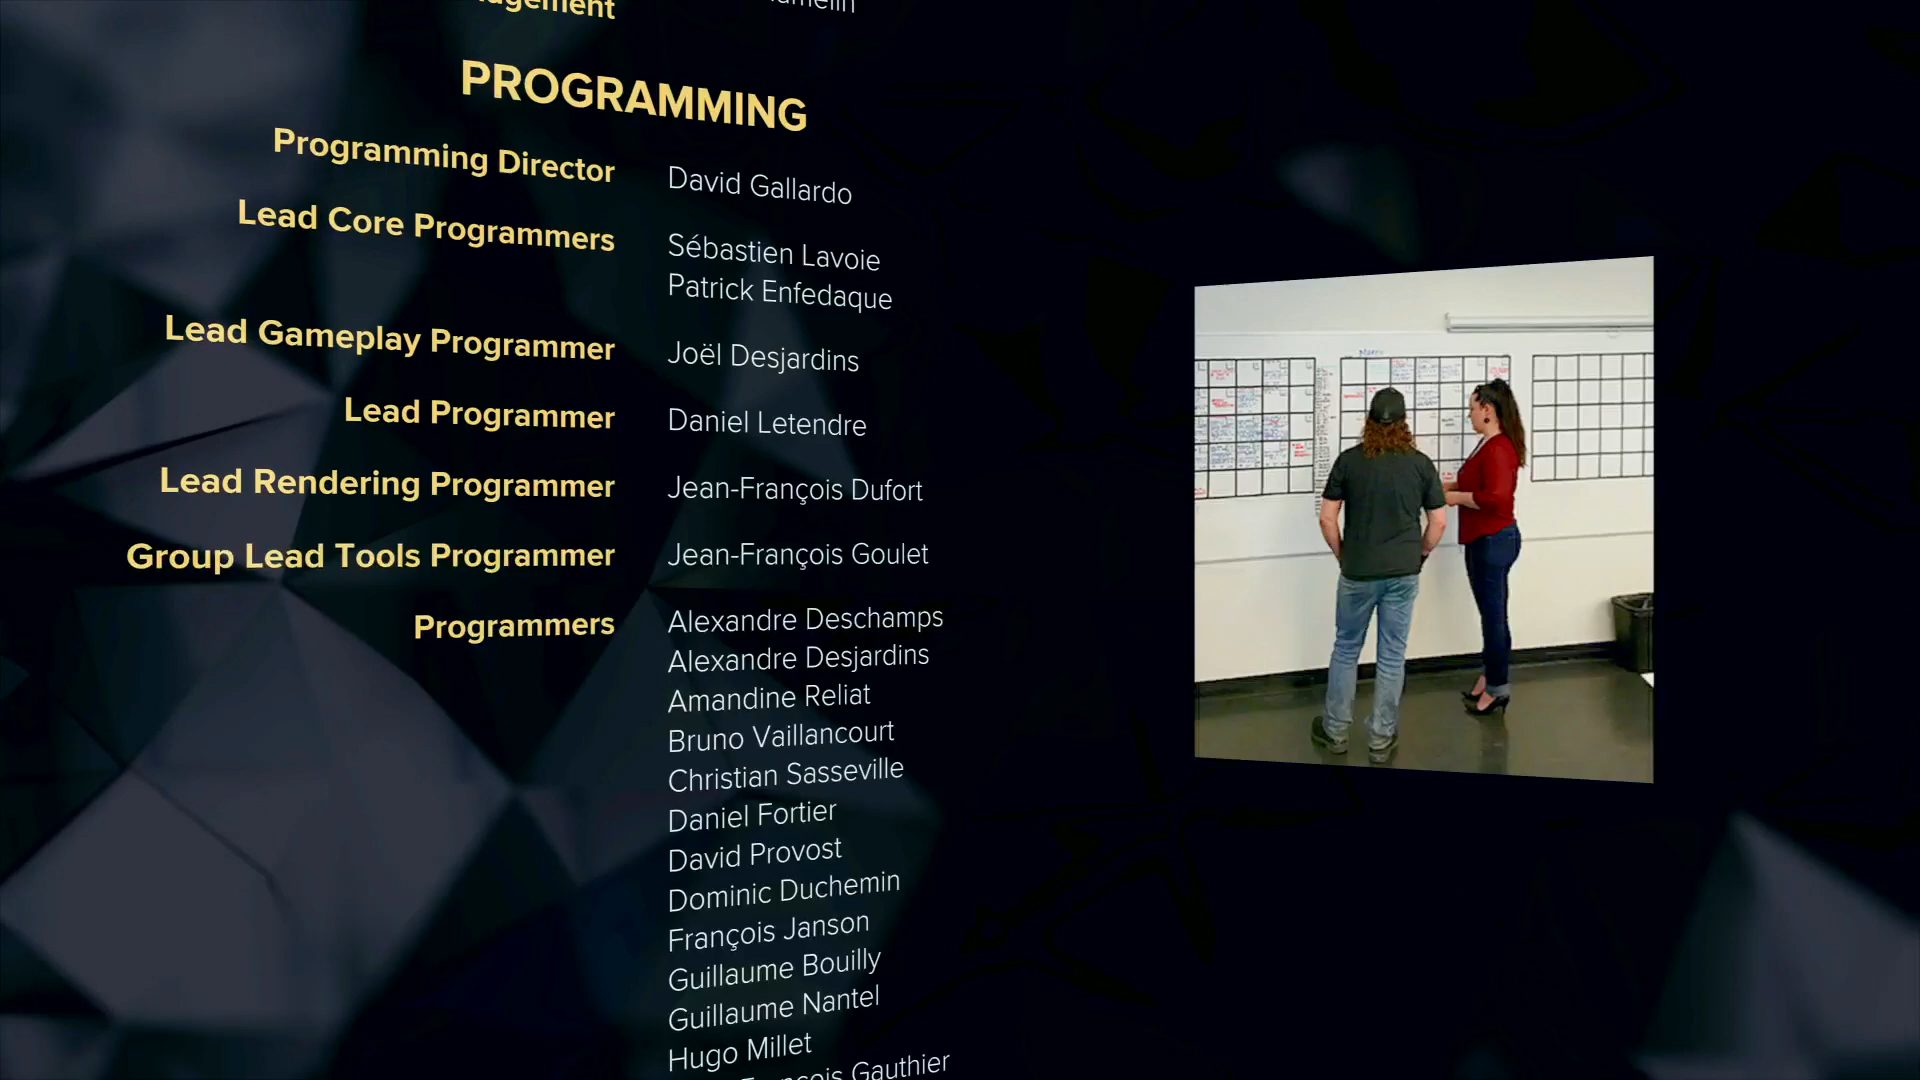 PROGRAMMING
Programming Director David Gallardo
Lead Core Programmers Sébastien Lavoie
Patrick Enfedaque
Lead Gameplay Programmer Joël Desjardins
Lead Programmer Daniel Letendre
Lead Rendering Programmer Jean-François Dufort
Group Lead Tools Programmer Jean-François Goulet
Programmers Alexandre Deschamps
Alexandre Desjardins
Amandine Reliat
Bruno Vaillancourt
Christian Sasseville
Daniel Fortier
David Provost
Dominic Duchemin
François Janson
Guillaume Bouilly
Guillaume Nantel
Hugo Millet
Gauthier